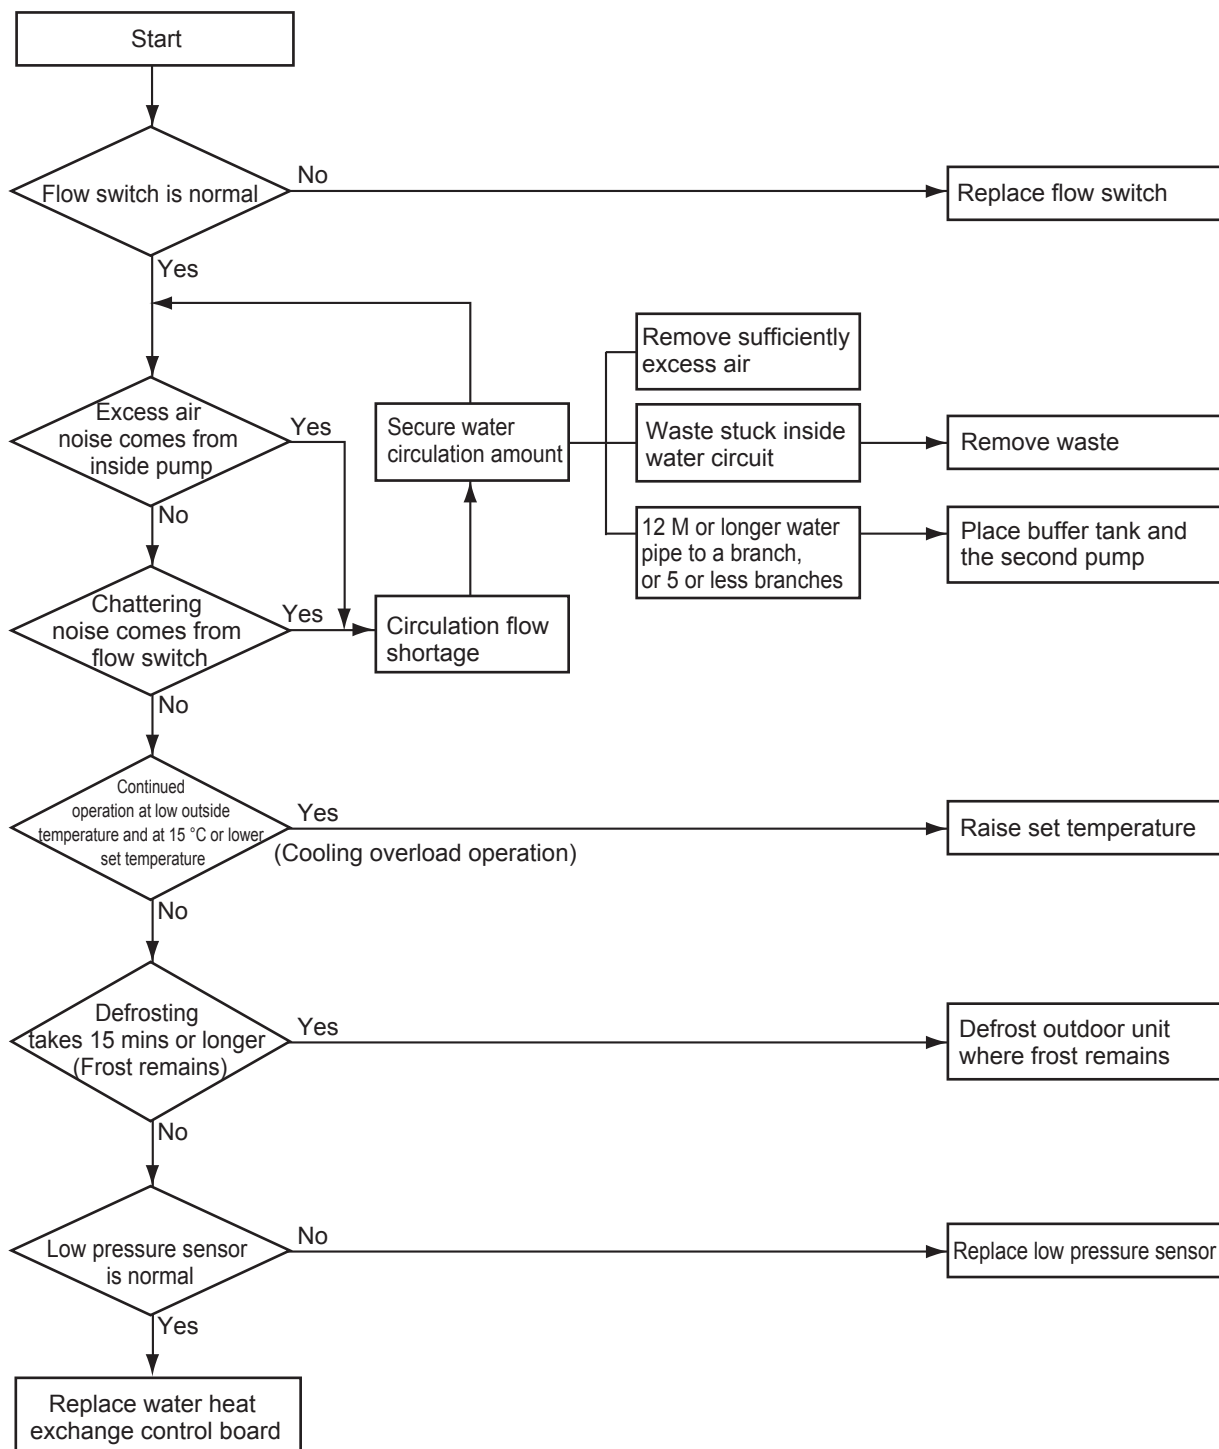 Start
Flow switch is normal
No
Replace flow switch
Yes
Excess air
noise comes from
inside pump
Yes
No
Secure water
circulation amount
Remove sufficiently
excess air
Waste stuck inside
water circuit
Remove waste
12 M or longer water
pipe to a branch,
or 5 or less branches
Place buffer tank and
the second pump
Chattering
noise comes from
flow switch
Yes
No
Circulation flow
shortage
Continued
operation at low outside
temperature and at 15 °C or lower
set temperature
Yes
(Cooling overload operation)
Raise set temperature
No
Defrosting
takes 15 mins or longer
(Frost remains)
Yes
Defrost outdoor unit
where frost remains
No
Low pressure sensor
is normal
No
Replace low pressure sensor
Yes
Replace water heat
exchange control board